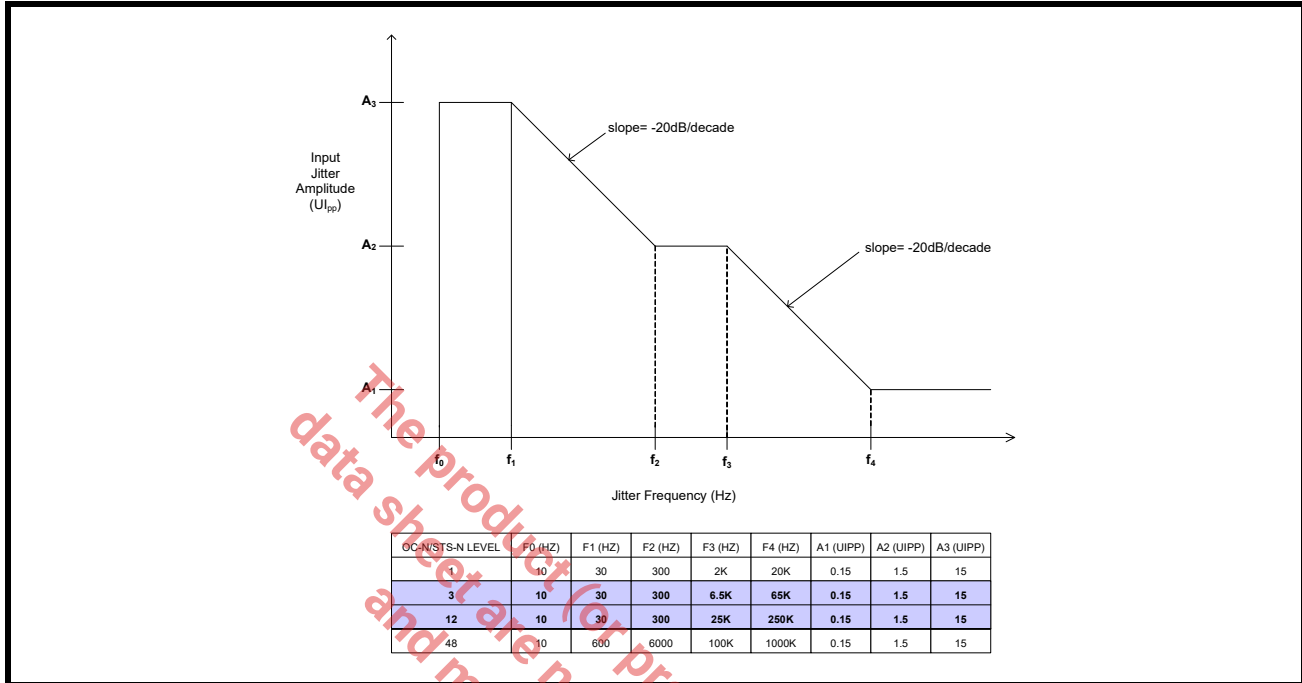 A3
slope= -20dB/decade
Input
Jitter
Amplitude
(UIpp)
A2
slope= -20dB/decade
A1
f0 f1 f2 f3 f4
Jitter Frequency (Hz)
OC-N/STS-N LEVEL F0 (HZ) F1 (HZ) F2 (HZ) F3 (HZ) F4 (HZ) A1 (UIPP) A2 (UIPP) A3 (UIPP)
1 10 30 300 2K 20K 0.15 1.5 15
3 10 30 300 6.5K 65K 0.15 1.5 15
12 10 30 300 25K 250K 0.15 1.5 15
48 10 600 6000 100K 1000K 0.15 1.5 15
The product (or pr
data sheet are n
and m